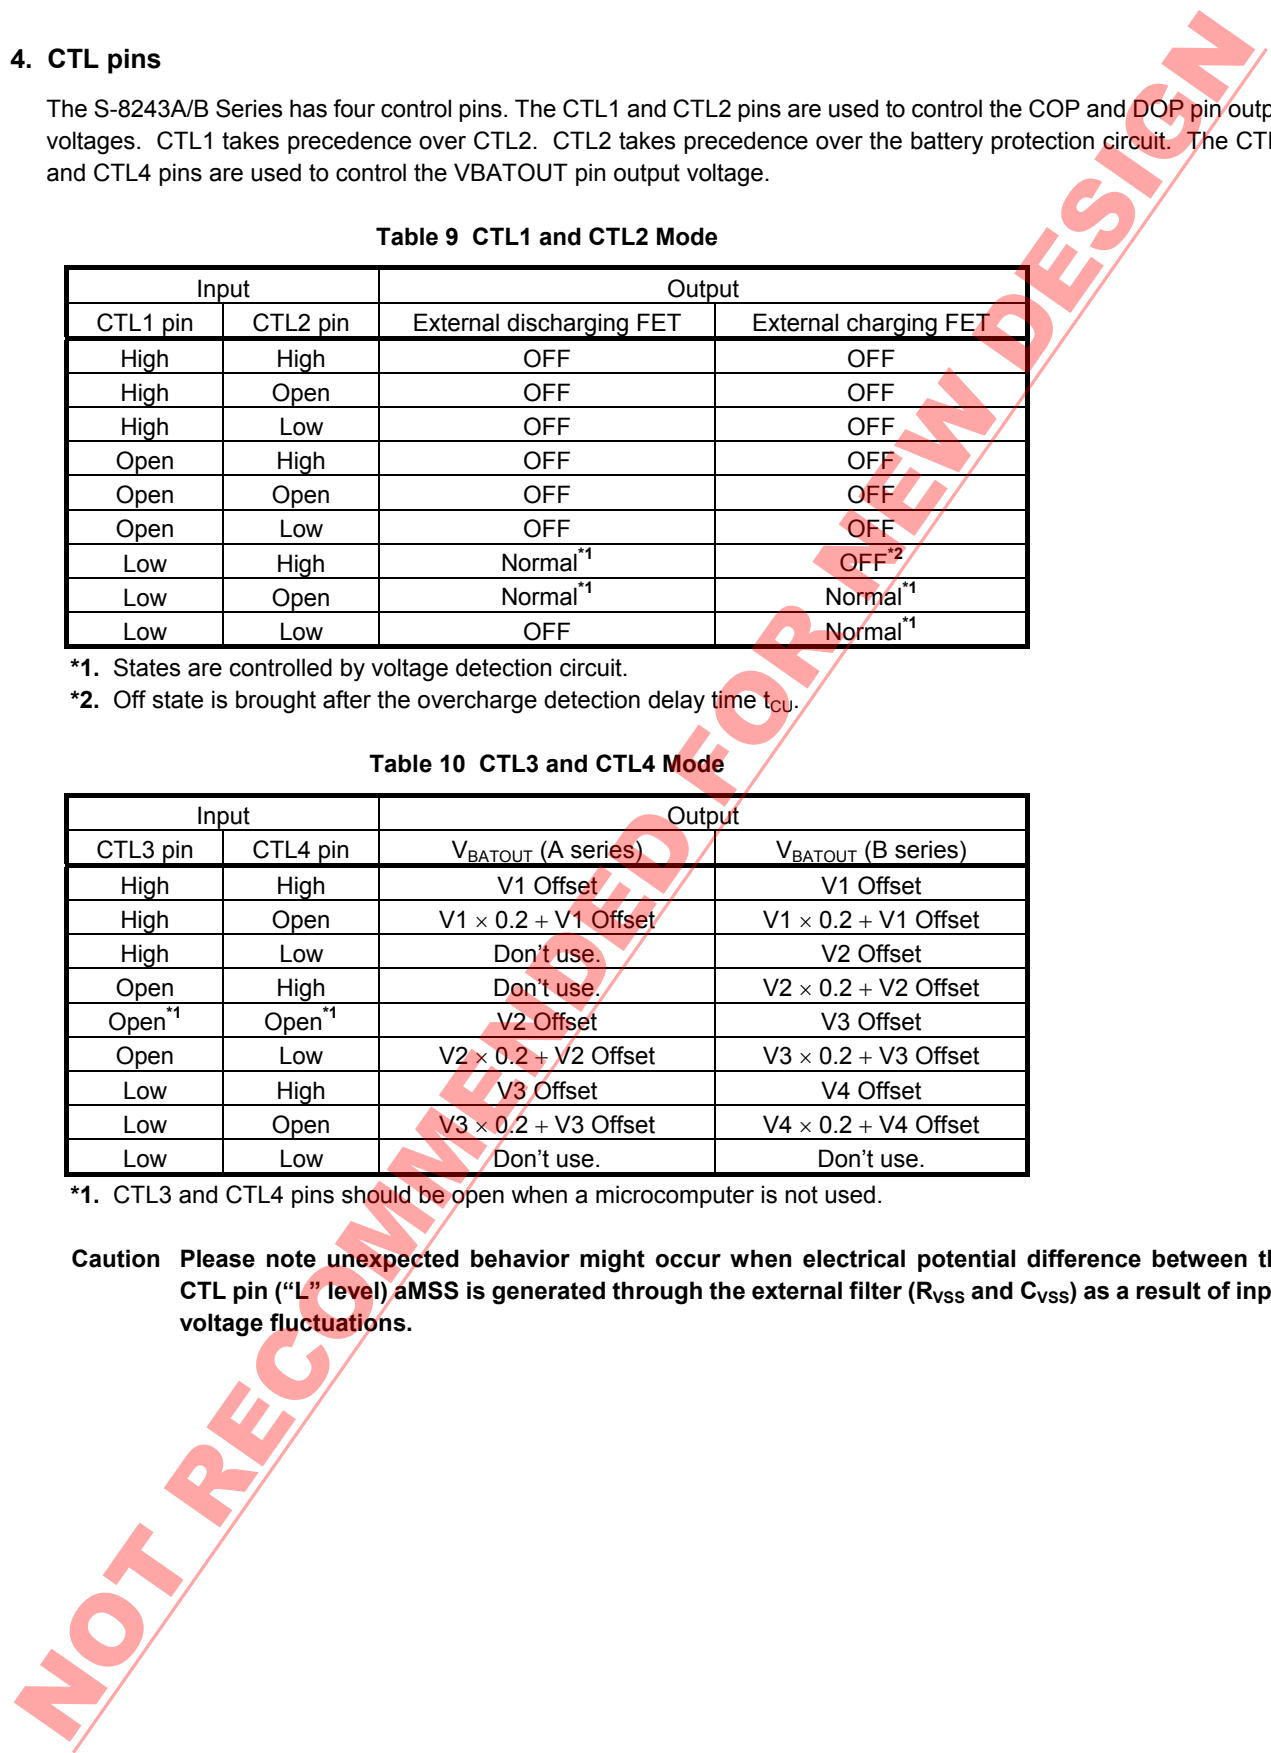 4. CTL pins
The S-8243A/B Series has four control pins. The CTL1 and CTL2 pins are used to control the COP and DOP pin outp
voltages. CTL1 takes precedence over CTL2. CTL2 takes precedence over the battery protection circuit. The CTL
and CTL4 pins are used to control the VBATOUT pin output voltage.
Table 9 CTL1 and CTL2 Mode
Input Output
CTL1 pin CTL2 pin External discharging FET External charging FET
High High OFF OFF
High Open OFF OFF
High Low OFF OFF
Open High OFF OFF
Open Open OFF OFF
Open Low OFF OFF
Low High Normal*1 OFF*2
Low Open Normal*1 Normal*1
Low Low OFF Normal*1
*1. States are controlled by voltage detection circuit.
*2. Off state is brought after the overcharge detection delay time tCU.
Table 10 CTL3 and CTL4 Mode
Input Output
CTL3 pin CTL4 pin VBATOUT (A series) VBATOUT (B series)
High High V1 Offset V1 Offset
High Open V1 × 0.2 + V1 Offset V1 × 0.2 + V1 Offset
High Low Don't use. V2 Offset
Open High Don't use. V2 × 0.2 + V2 Offset
Open*1 Open*1 V2 Offset V3 Offset
Open Low V2 × 0.2 + V2 Offset V3 × 0.2 + V3 Offset
Low High V3 Offset V4 Offset
Low Open V3 × 0.2 + V3 Offset V4 × 0.2 + V4 Offset
Low Low Don't use. Don't use.
*1. CTL3 and CTL4 pins should be open when a microcomputer is not used.
Caution Please note unexpected behavior might occur when electrical potential difference between th
CTL pin ("L" level) aMSS is generated through the external filter (RVSS and CVSS) as a result of inp
voltage fluctuations.
NOT RECOMMENDED FOR NEW DESIGN